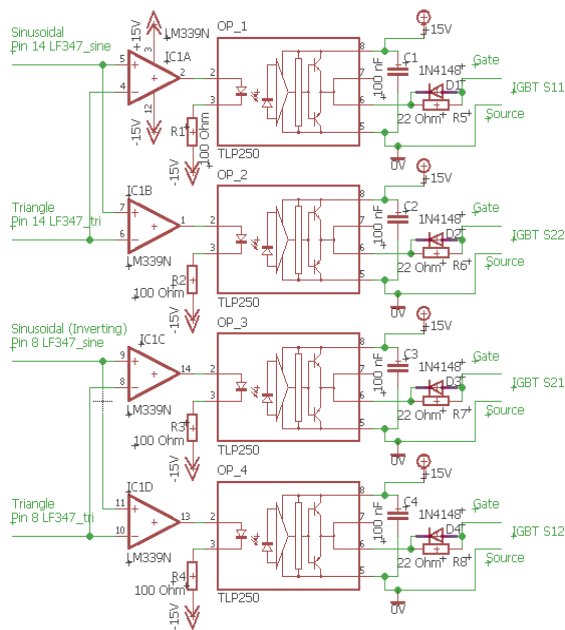 Sinusoidal
Pin 14 LF347_sine
+15V
LM339N
IC1A
3
5
4
2
12
-15V
OP_1
2
3
8
7
6
5
TLP250
R1
100 Ohm
-15V
+15V
C1
100 nF
1N4148
D1
22 Ohm
R5
0V
Gate
IGBT S11
Source
Triangle
Pin 14 LF347_tri
IC1B
7
6
1
LM339N
OP_2
2
3
8
7
6
5
TLP250
R2
100 Ohm
-15V
+15V
C2
100 nF
1N4148
D2
22 Ohm
R6
0V
Gate
IGBT S22
Source
Sinusoidal (Inverting)
Pin 8 LF347_sine
IC1C
9
8
14
LM339N
OP_3
2
3
8
7
6
5
TLP250
R3
100 Ohm
-15V
+15V
C3
100 nF
1N4148
D3
22 Ohm
R7
0V
Gate
IGBT S21
Source
Triangle
Pin 8 LF347_tri
IC1D
11
10
13
LM339N
OP_4
2
3
8
7
6
5
TLP250
R4
100 Ohm
-15V
+15V
C4
100 nF
1N4148
D4
22 Ohm
R8
0V
Gate
IGBT S12
Source